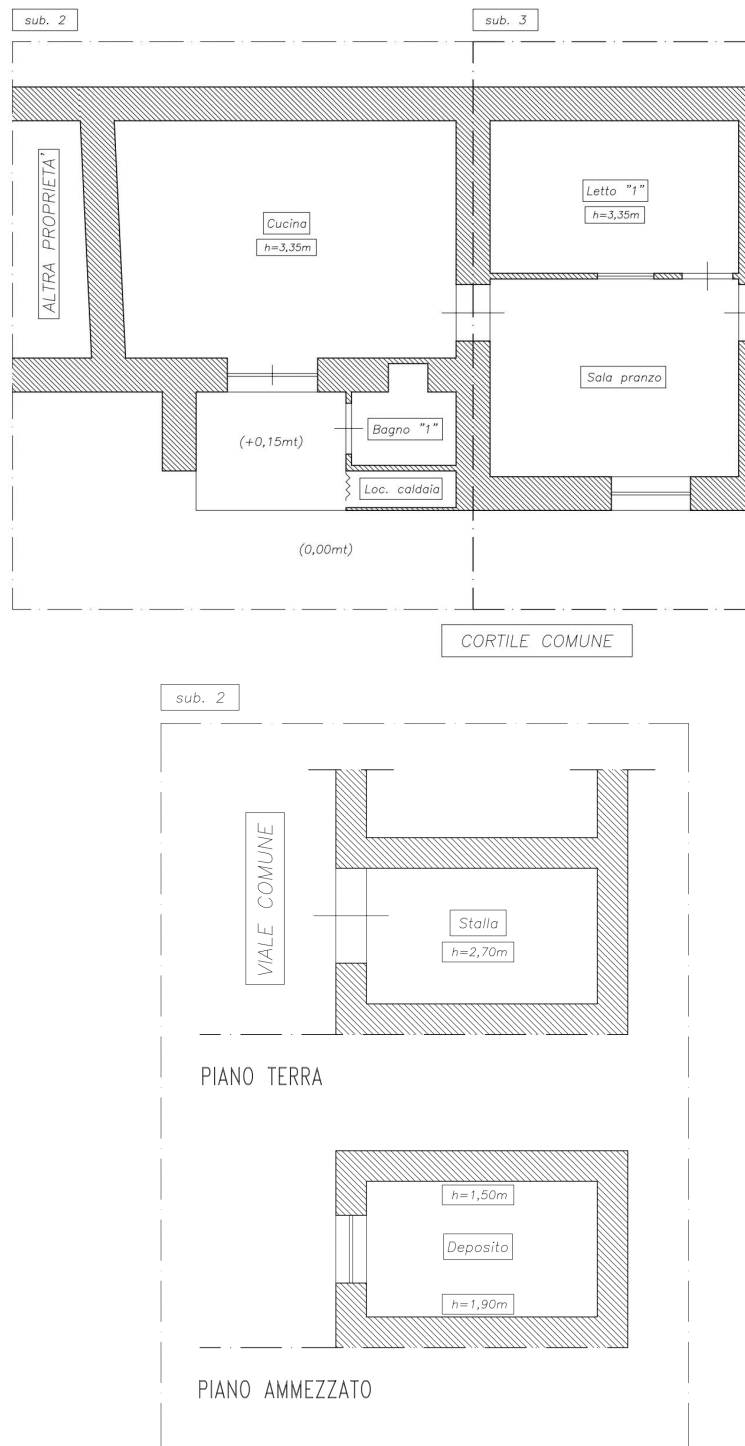 sub. 2
sub. 3
ALTRA PROPRIETA'
Cucina
h=3,35m
Letto "1"
h=3,35m
Sala pranzo
(+0,15mt)
Bagno "1"
Loc. caldaia
(0,00mt)
CORTILE COMUNE
sub. 2
VIALE COMUNE
Stalla
h=2,70m
PIANO TERRA
h=1,50m
Deposito
h=1,90m
PIANO AMMEZZATO